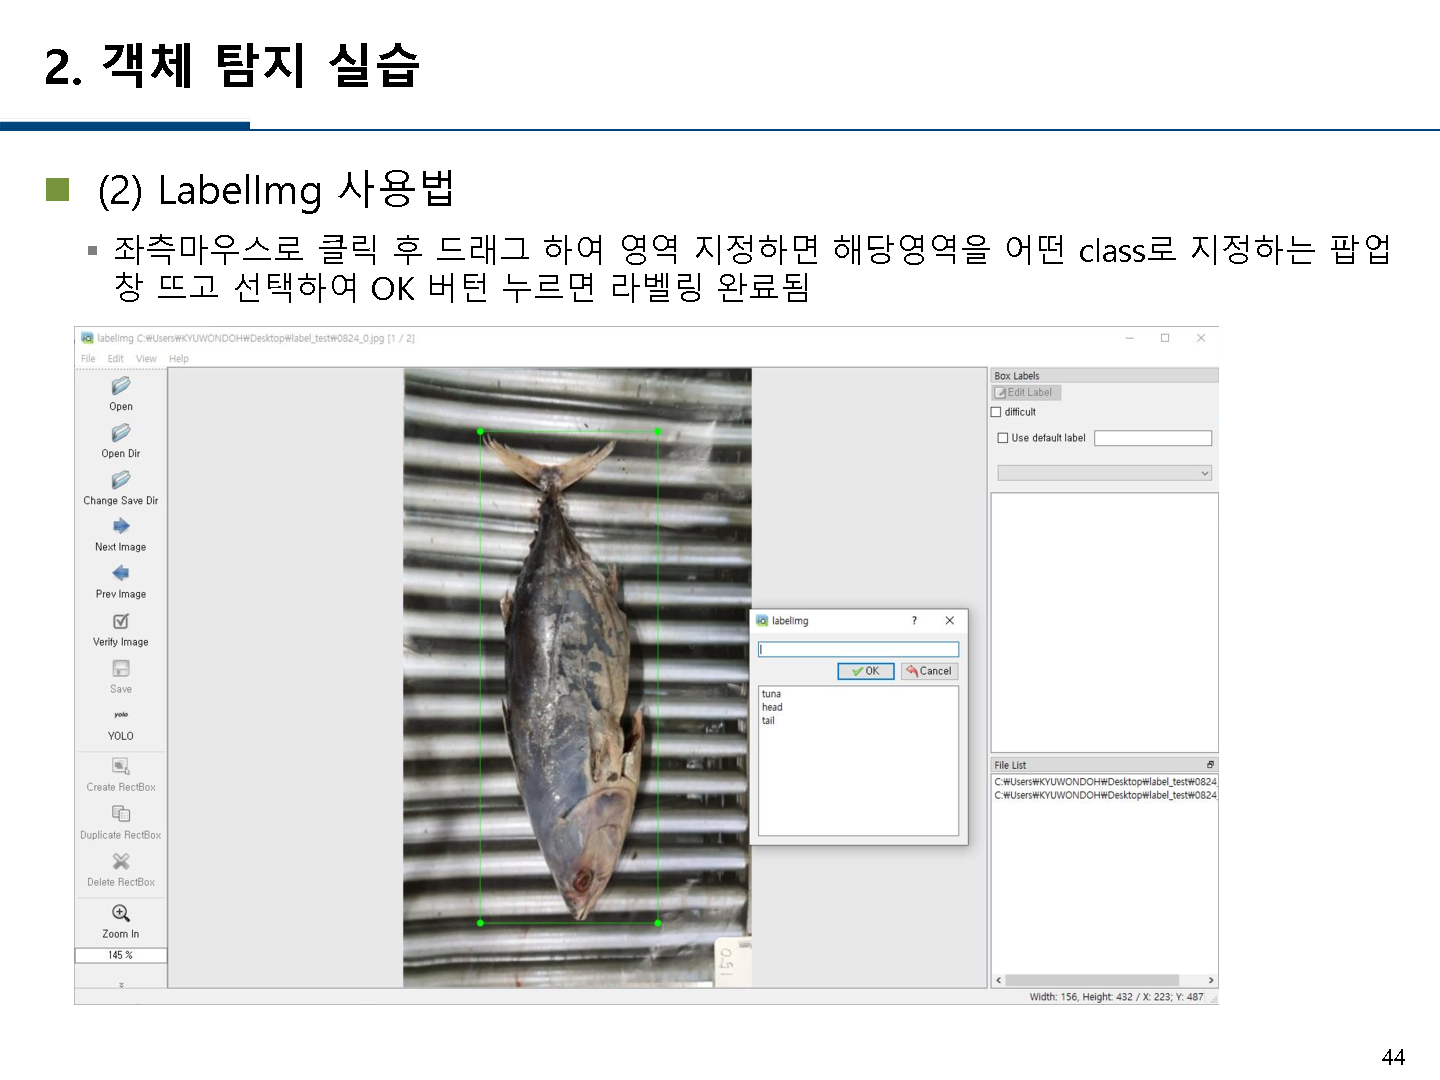 2. 객체 탐지 실습
(2) LabelImg 사용법
좌측마우스로 클릭 후 드래그 하여 영역 지정하면 해당영역을 어떤 class로 지정하는 팝업
창 뜨고 선택하여 OK 버턴 누르면 라벨링 완료됨
labelImg C:₩Users₩KYUWONDOH₩Desktop₩label_test₩0824_0.jpg [1 / 2]
File Edit View Help
Open
Open Dir
Change Save Dir
Next Image
Prev Image
Verify Image
Save
yolo
YOLO
Create RectBox
Duplicate RectBox
Delete RectBox
Zoom In
145 %
0.51
labelImg
OK Cancel
tuna
head
tail
Box Labels
Edit Label
difficult
Use default label
File List
C:₩Users₩KYUWONDOH₩Desktop₩label_test₩0824_
C:₩Users₩KYUWONDOH₩Desktop₩label_test₩0824_
Width: 156, Height: 432 / X: 223; Y: 487
44